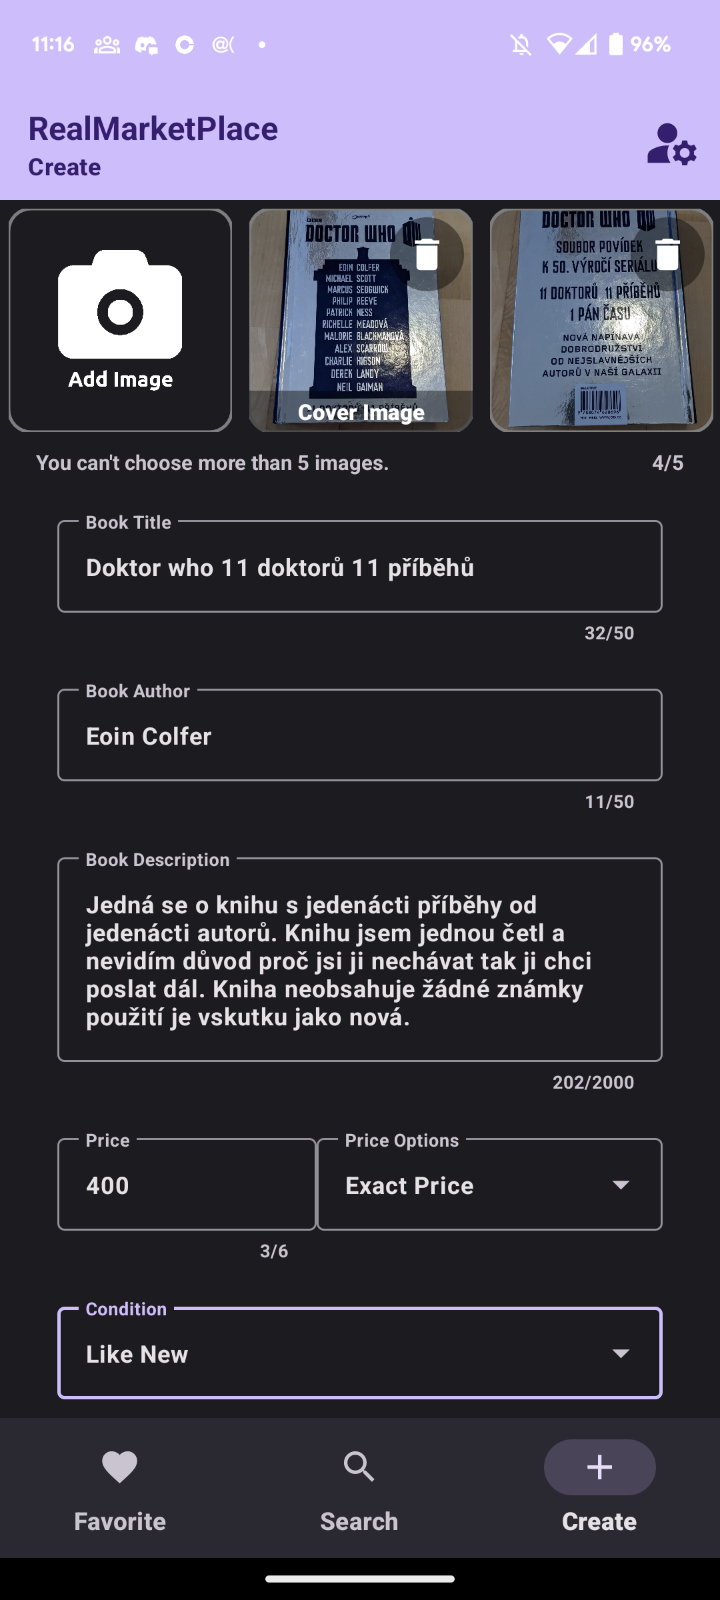 11:16
@(
96%
RealMarketPlace
Create
Add Image
DOCTOR WHO
EOIN COLFER
MICHAEL SCOTT
MARCUS SEDGWICK
PHILIP REEVE
PATRICK NESS
RICHELLE MEADOVÁ
MALORIE BLACKMANOVÁ
ALEX SCARROW
CHARLIE HIGSON
DEREK LANDY
NEIL GAIMAN
Cover Image
DOCTOR WHO
SOUBOR POVÍDEK
K 50. VÝROČÍ SERIÁLU
11 DOKTORŮ 11 PŘÍBĚHŮ
1 PÁN ČASU
NOVÁ NAPÍNAVÁ
DOBRODRUŽSTVÍ
OD NEJSLAVNĚJŠÍCH
AUTORŮ V NAŠÍ GALAXII
You can't choose more than 5 images.
4/5
Book Title
Doktor who 11 doktorů 11 příběhů
32/50
Book Author
Eoin Colfer
11/50
Book Description
Jedná se o knihu s jedenácti příběhy od
jedenácti autorů. Knihu jsem jednou četl a
nevidím důvod proč jsi ji nechávat tak ji chci
poslat dál. Kniha neobsahuje žádné známky
použití je vskutku jako nová.
202/2000
Price
400
Price Options
Exact Price
3/6
Condition
Like New
Favorite
Search
Create